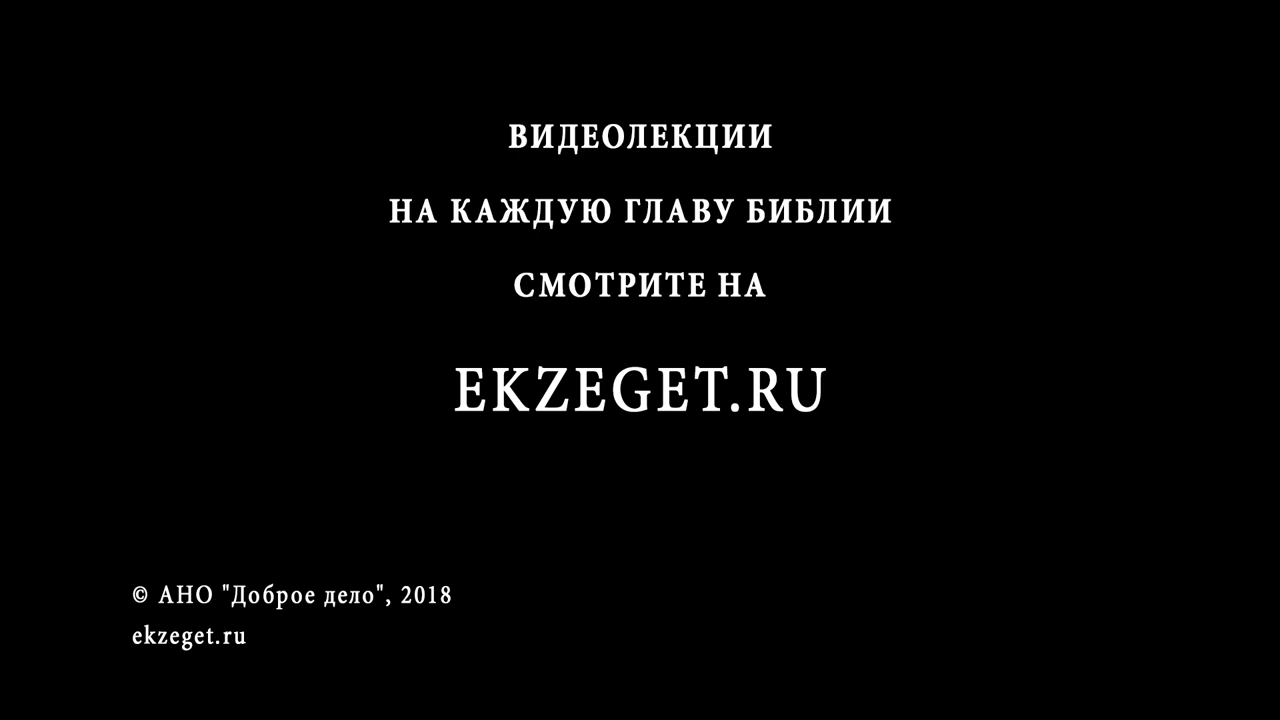 ВИДЕОЛЕКЦИИ
НА КАЖДУЮ ГЛАВУ БИБЛИИ
СМОТРИТЕ НА
EKZEGET.RU
© АНО "Доброе дело", 2018
ekzeget.ru